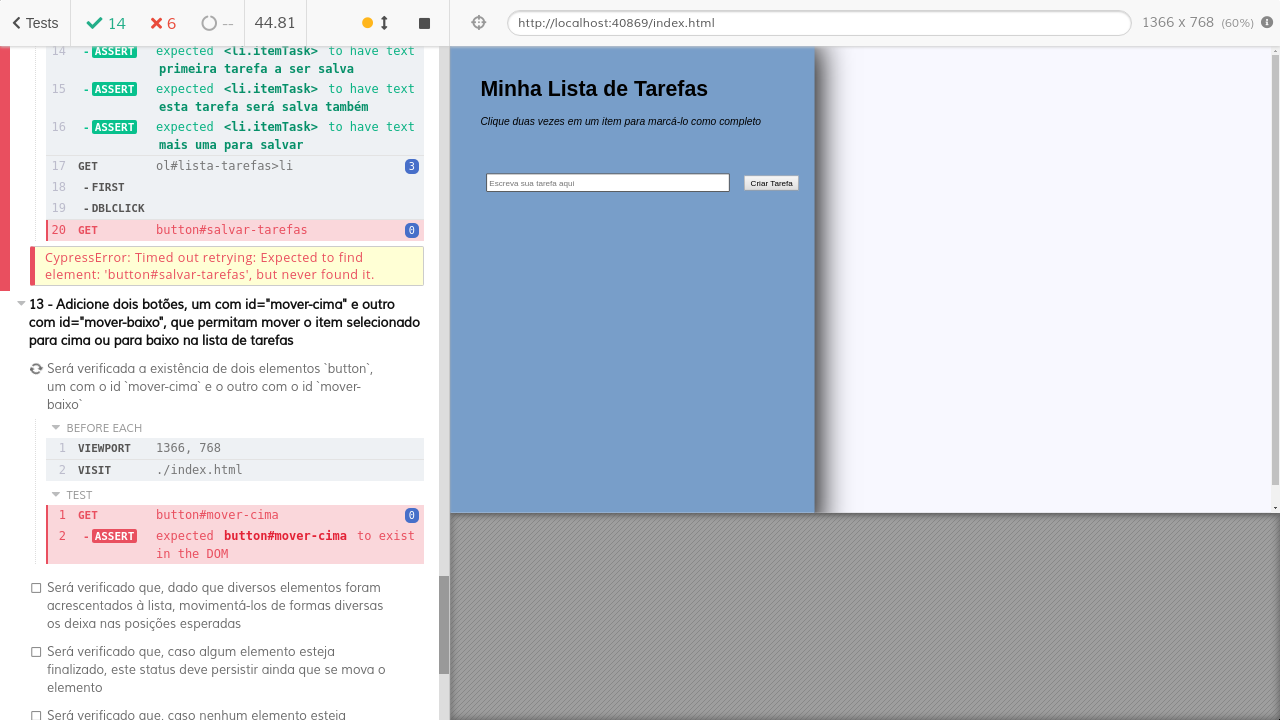 Tests 14 6 -- 44.81 http://localhost:40869/index.html 1366 x 768 (60%)
14 - ASSERT expected <li.itemTask> to have text
primeira tarefa a ser salva
15 - ASSERT expected <li.itemTask> to have text
esta tarefa será salva também
16 - ASSERT expected <li.itemTask> to have text
mais uma para salvar
17 GET ol#lista-tarefas>li 3
18 - FIRST
19 - DBLCLICK
20 GET button#salvar-tarefas 0
CypressError: Timed out retrying: Expected to find
element: 'button#salvar-tarefas', but never found it.
13 - Adicione dois botões, um com id="mover-cima" e outro
com id="mover-baixo", que permitam mover o item selecionado
para cima ou para baixo na lista de tarefas
Será verificada a existência de dois elementos `button`,
um com o id `mover-cima` e o outro com o id `mover-
baixo`
BEFORE EACH
1 VIEWPORT 1366, 768
2 VISIT ./index.html
TEST
1 GET button#mover-cima 0
2 - ASSERT expected button#mover-cima to exist
in the DOM
Será verificado que, dado que diversos elementos foram
acrescentados à lista, movimentá-los de formas diversas
os deixa nas posições esperadas
Será verificado que, caso algum elemento esteja
finalizado, este status deve persistir ainda que se mova o
elemento
Será verificado que, caso nenhum elemento esteja
Minha Lista de Tarefas
Clique duas vezes em um item para marcá-lo como completo
Escreva sua tarefa aqui Criar Tarefa